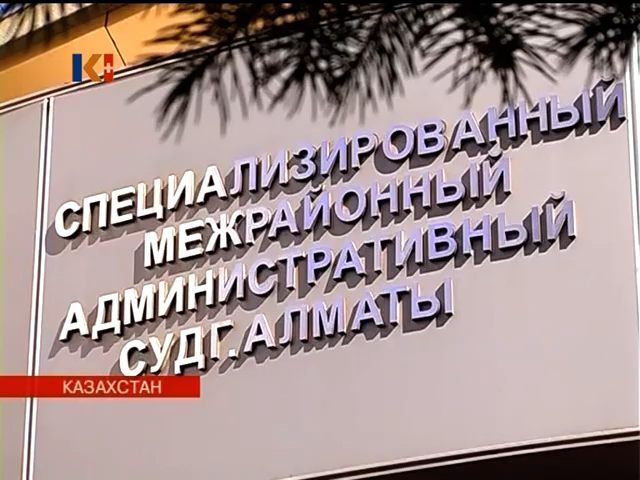 K+
СПЕЦИАЛИЗИРОВАННЫЙ
МЕЖРАЙОННЫЙ
АДМИНИСТРАТИВНЫЙ
СУД Г. АЛМАТЫ
КАЗАХСТАН